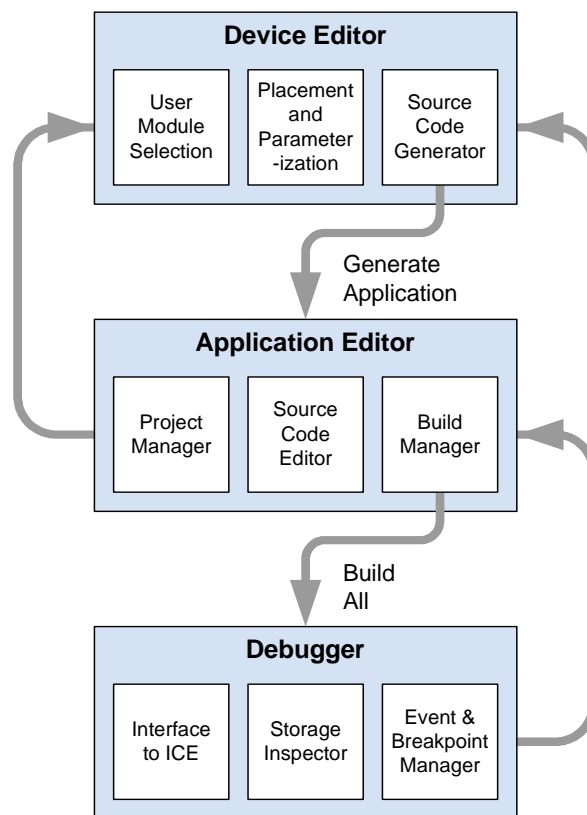 Device Editor
User
Module
Selection
Placement
and
Parameter
-ization
Source
Code
Generator
Generate
Application
Application Editor
Project
Manager
Source
Code
Editor
Build
Manager
Build
All
Debugger
Interface
to ICE
Storage
Inspector
Event &
Breakpoint
Manager